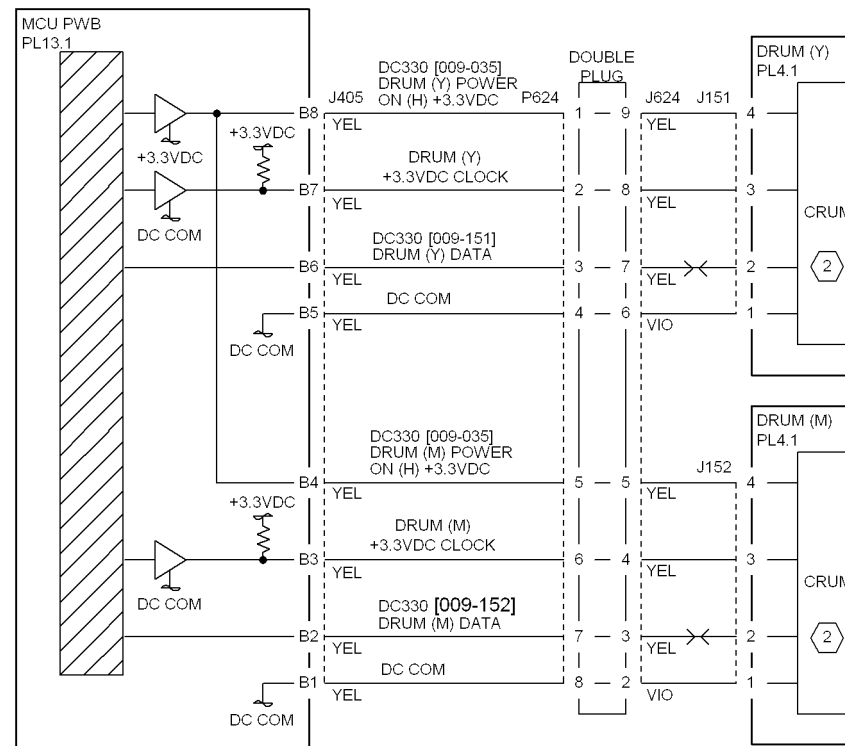 MCU PWB
PL13.1
DOUBLE
PLUG
DRUM (Y)
PL4.1
DC330 [009-035]
DRUM (Y) POWER
ON (H) +3.3VDC
J405
P624
J624
J151
B8
YEL
1
9
YEL
4
+3.3VDC
+3.3VDC
DRUM (Y)
+3.3VDC CLOCK
B7
YEL
2
8
YEL
3
DC COM
CRUM
DC330 [009-151]
DRUM (Y) DATA
B6
YEL
3
7
YEL
2
2
DC COM
B5
YEL
4
6
VIO
1
DC COM
DRUM (M)
PL4.1
DC330 [009-035]
DRUM (M) POWER
ON (H) +3.3VDC
J152
B4
YEL
5
5
YEL
4
+3.3VDC
DRUM (M)
+3.3VDC CLOCK
B3
YEL
6
4
YEL
3
DC COM
CRUM
DC330 [009-152]
DRUM (M) DATA
B2
YEL
7
3
YEL
2
2
DC COM
B1
YEL
8
2
VIO
1
DC COM